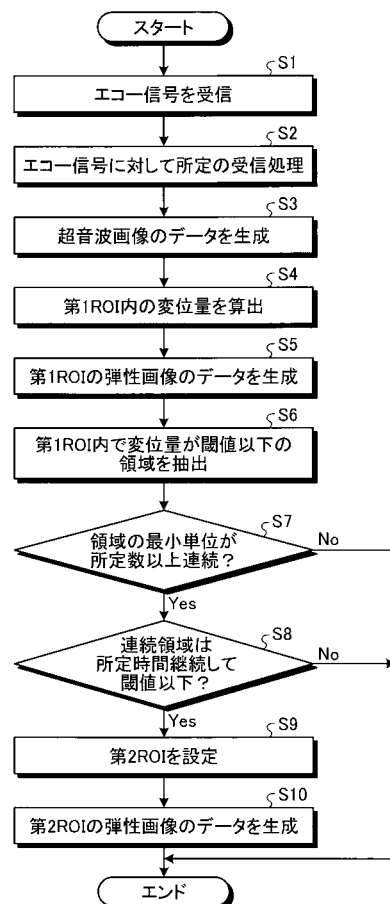 スタート
S1
エコー信号を受信
S2
エコー信号に対して所定の受信処理
S3
超音波画像のデータを生成
S4
第1ROI内の変位量を算出
S5
第1ROIの弾性画像のデータを生成
S6
第1ROI内で変位量が閾値以下の
領域を抽出
S7
領域の最小単位が
所定数以上連続？
No
Yes
S8
連続領域は
所定時間継続して
閾値以下？
No
Yes
S9
第2ROIを設定
S10
第2ROIの弾性画像のデータを生成
エンド